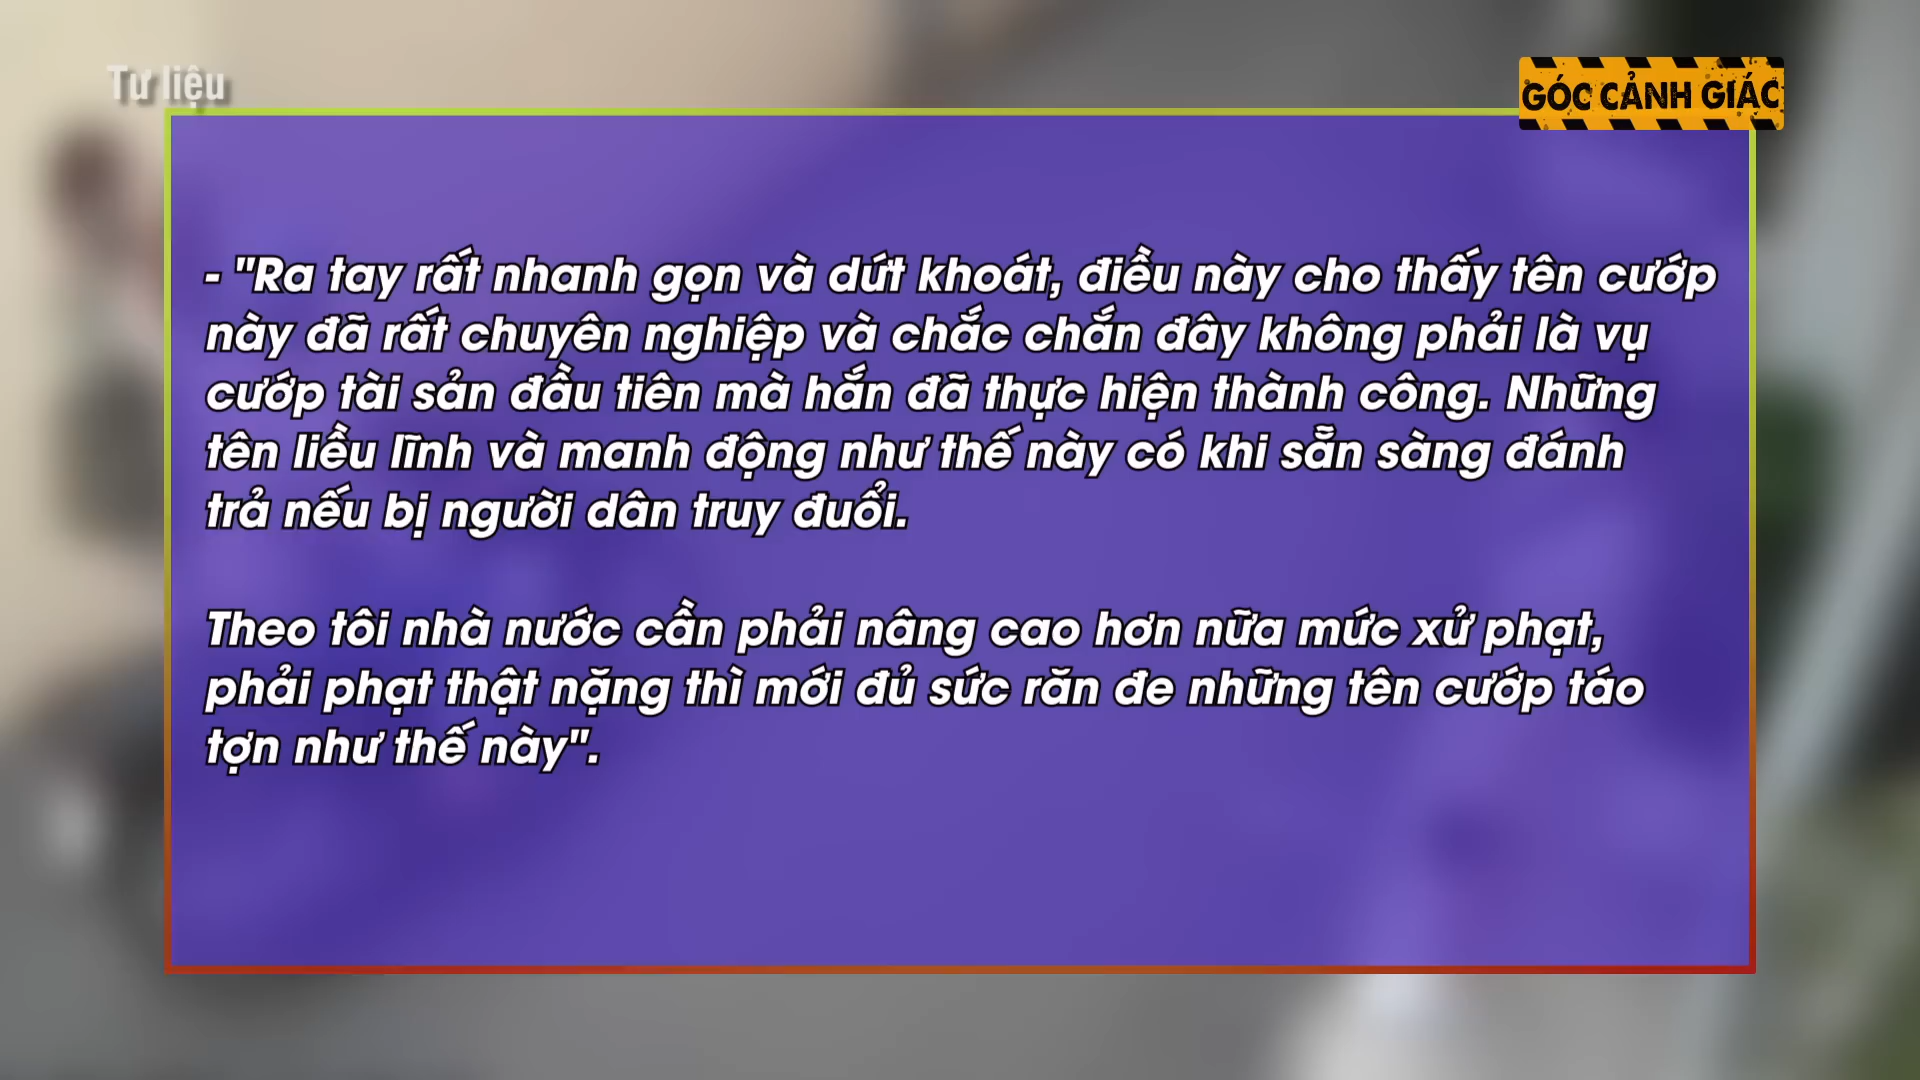 Tư liệu
GÓC CẢNH GIÁC
- "Ra tay rất nhanh gọn và dứt khoát, điều này cho thấy tên cướp
này đã rất chuyên nghiệp và chắc chắn đây không phải là vụ
cướp tài sản đầu tiên mà hắn đã thực hiện thành công. Những
tên liều lĩnh và manh động như thế này có khi sẵn sàng đánh
trả nếu bị người dân truy đuổi.
Theo tôi nhà nước cần phải nâng cao hơn nữa mức xử phạt,
phải phạt thật nặng thì mới đủ sức răn đe những tên cướp táo
tợn như thế này".